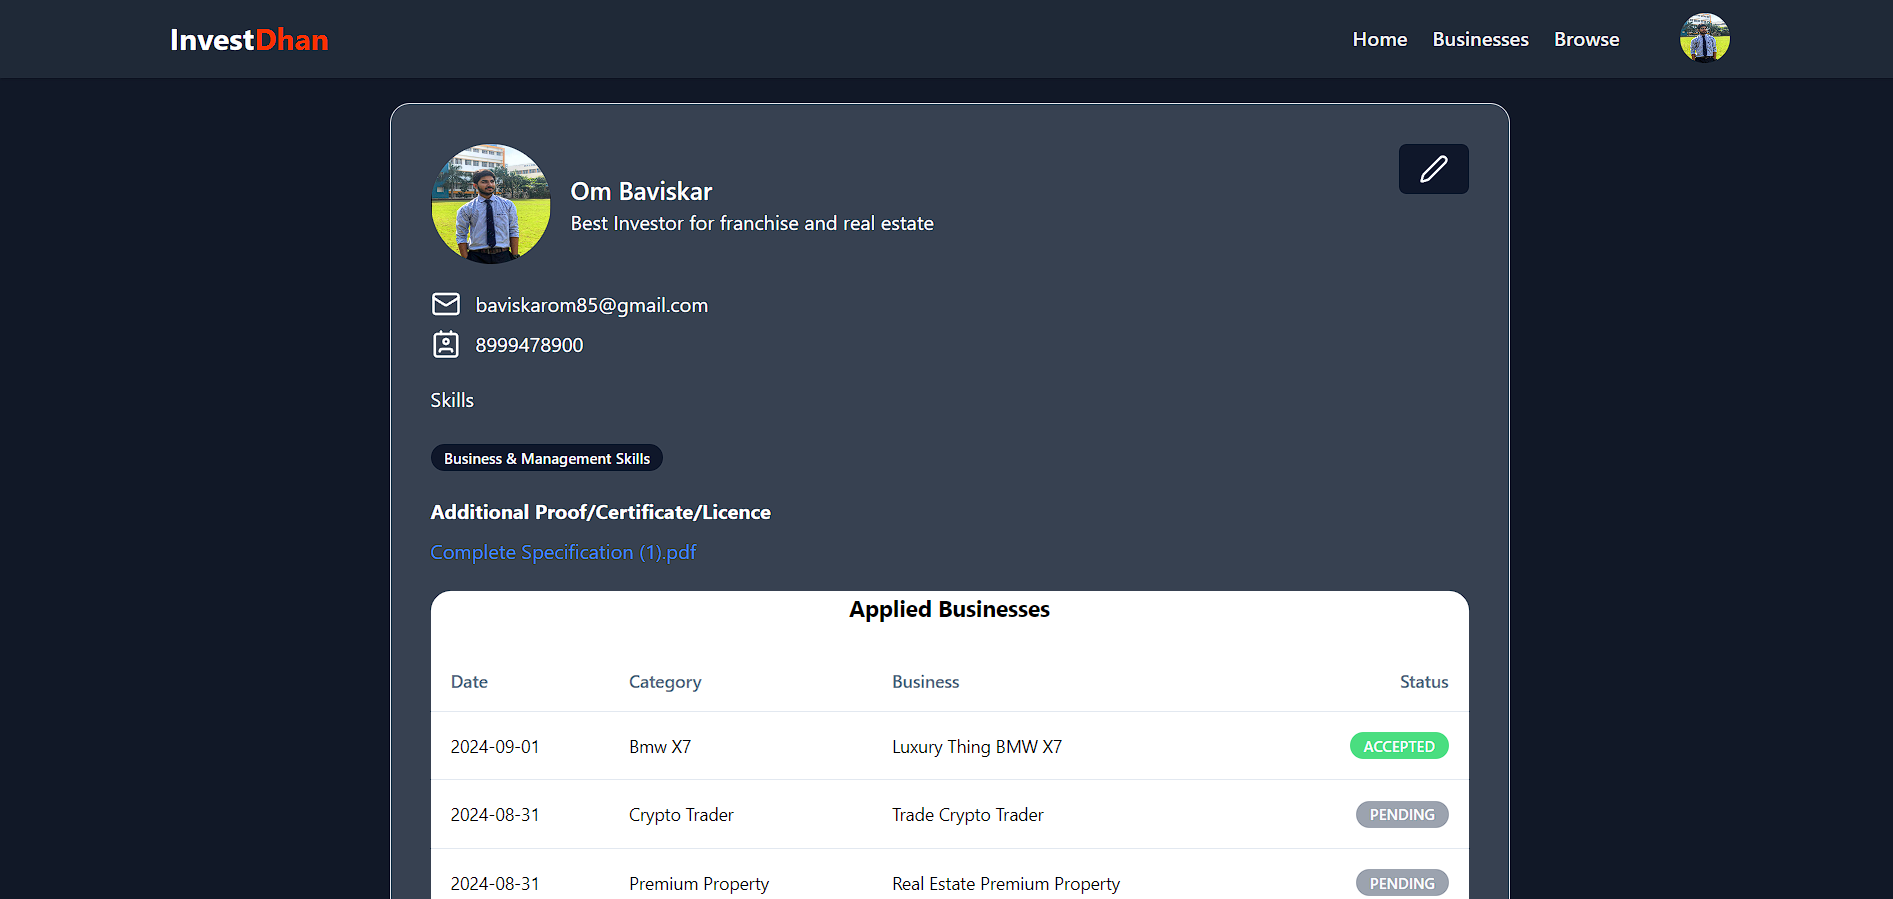 InvestDhan
Home Businesses Browse
Om Baviskar
Best Investor for franchise and real estate
baviskarom85@gmail.com
8999478900
Skills
Business & Management Skills
Additional Proof/Certificate/Licence
Complete Specification (1).pdf
Applied Businesses
Date Category Business Status
2024-09-01 Bmw X7 Luxury Thing BMW X7 ACCEPTED
2024-08-31 Crypto Trader Trade Crypto Trader PENDING
2024-08-31 Premium Property Real Estate Premium Property PENDING